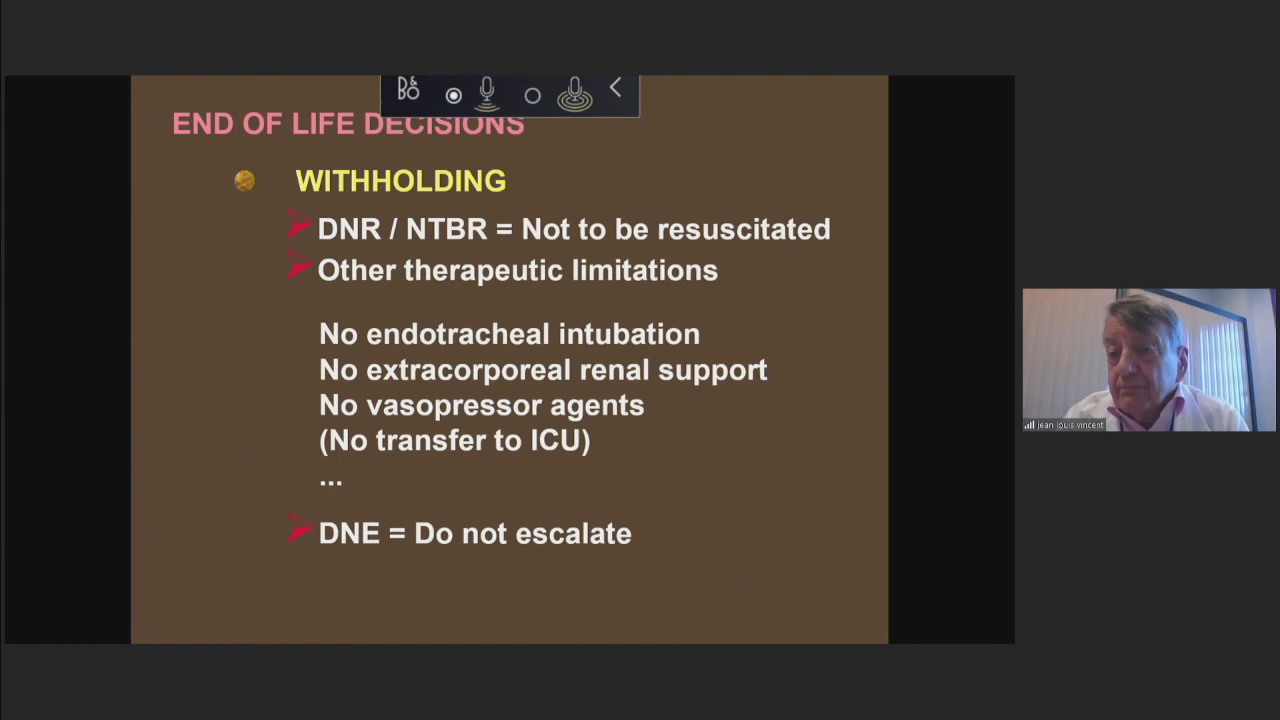 B&
BO
END OF LIFE DECISIONS
WITHHOLDING
DNR / NTBR = Not to be resuscitated
Other therapeutic limitations
No endotracheal intubation
No extracorporeal renal support
No vasopressor agents
(No transfer to ICU)
...
DNE = Do not escalate
jean louis vincent